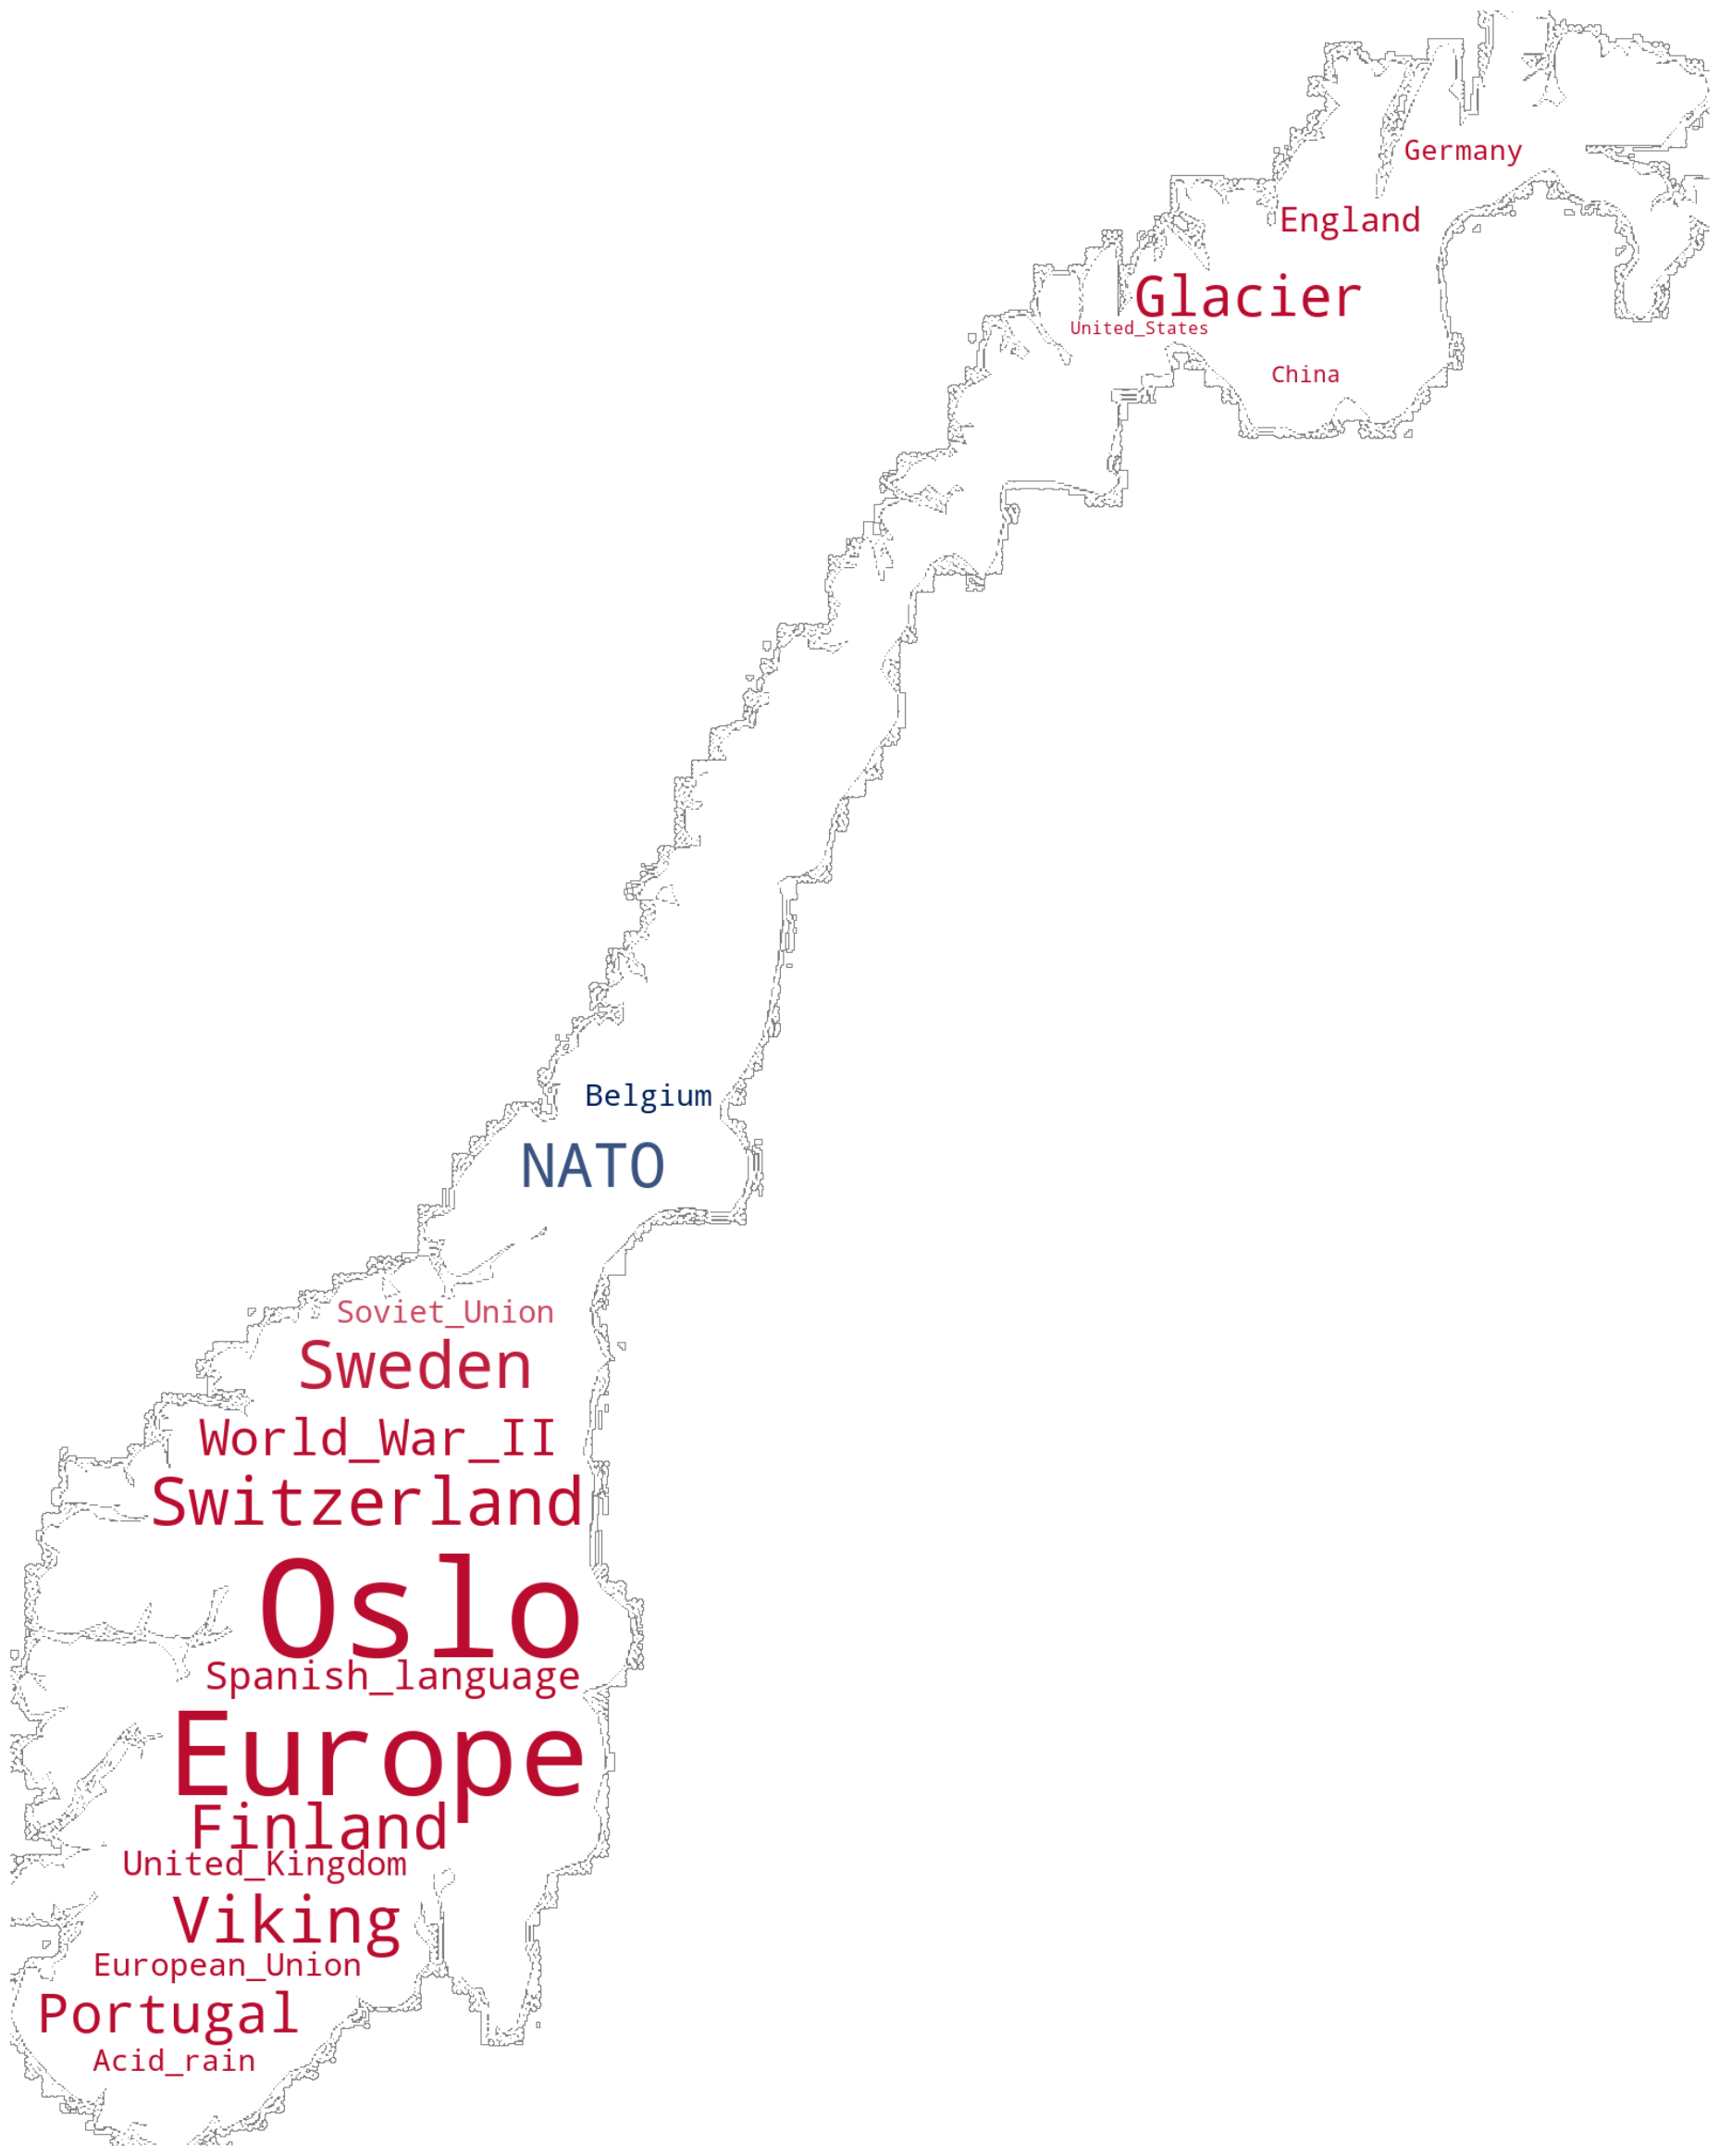 Germany
England
Glacier
United_States
China
Belgium
NATO
Soviet_Union
Sweden
World_War_II
Switzerland
Oslo
Spanish_language
Europe
Finland
United_Kingdom
Viking
European_Union
Portugal
Acid_rain